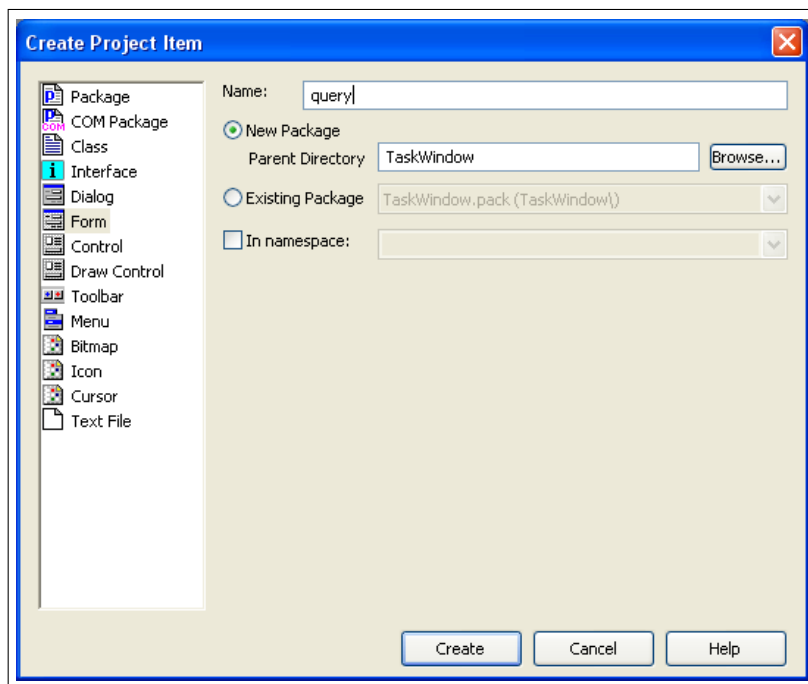 Create Project Item
Package
COM Package
Class
Interface
Dialog
Form
Control
Draw Control
Toolbar
Menu
Bitmap
Icon
Cursor
Text File
Name: query
New Package
Parent Directory TaskWindow Browse...
Existing Package TaskWindow.pack (TaskWindow\)
In namespace:
Create Cancel Help